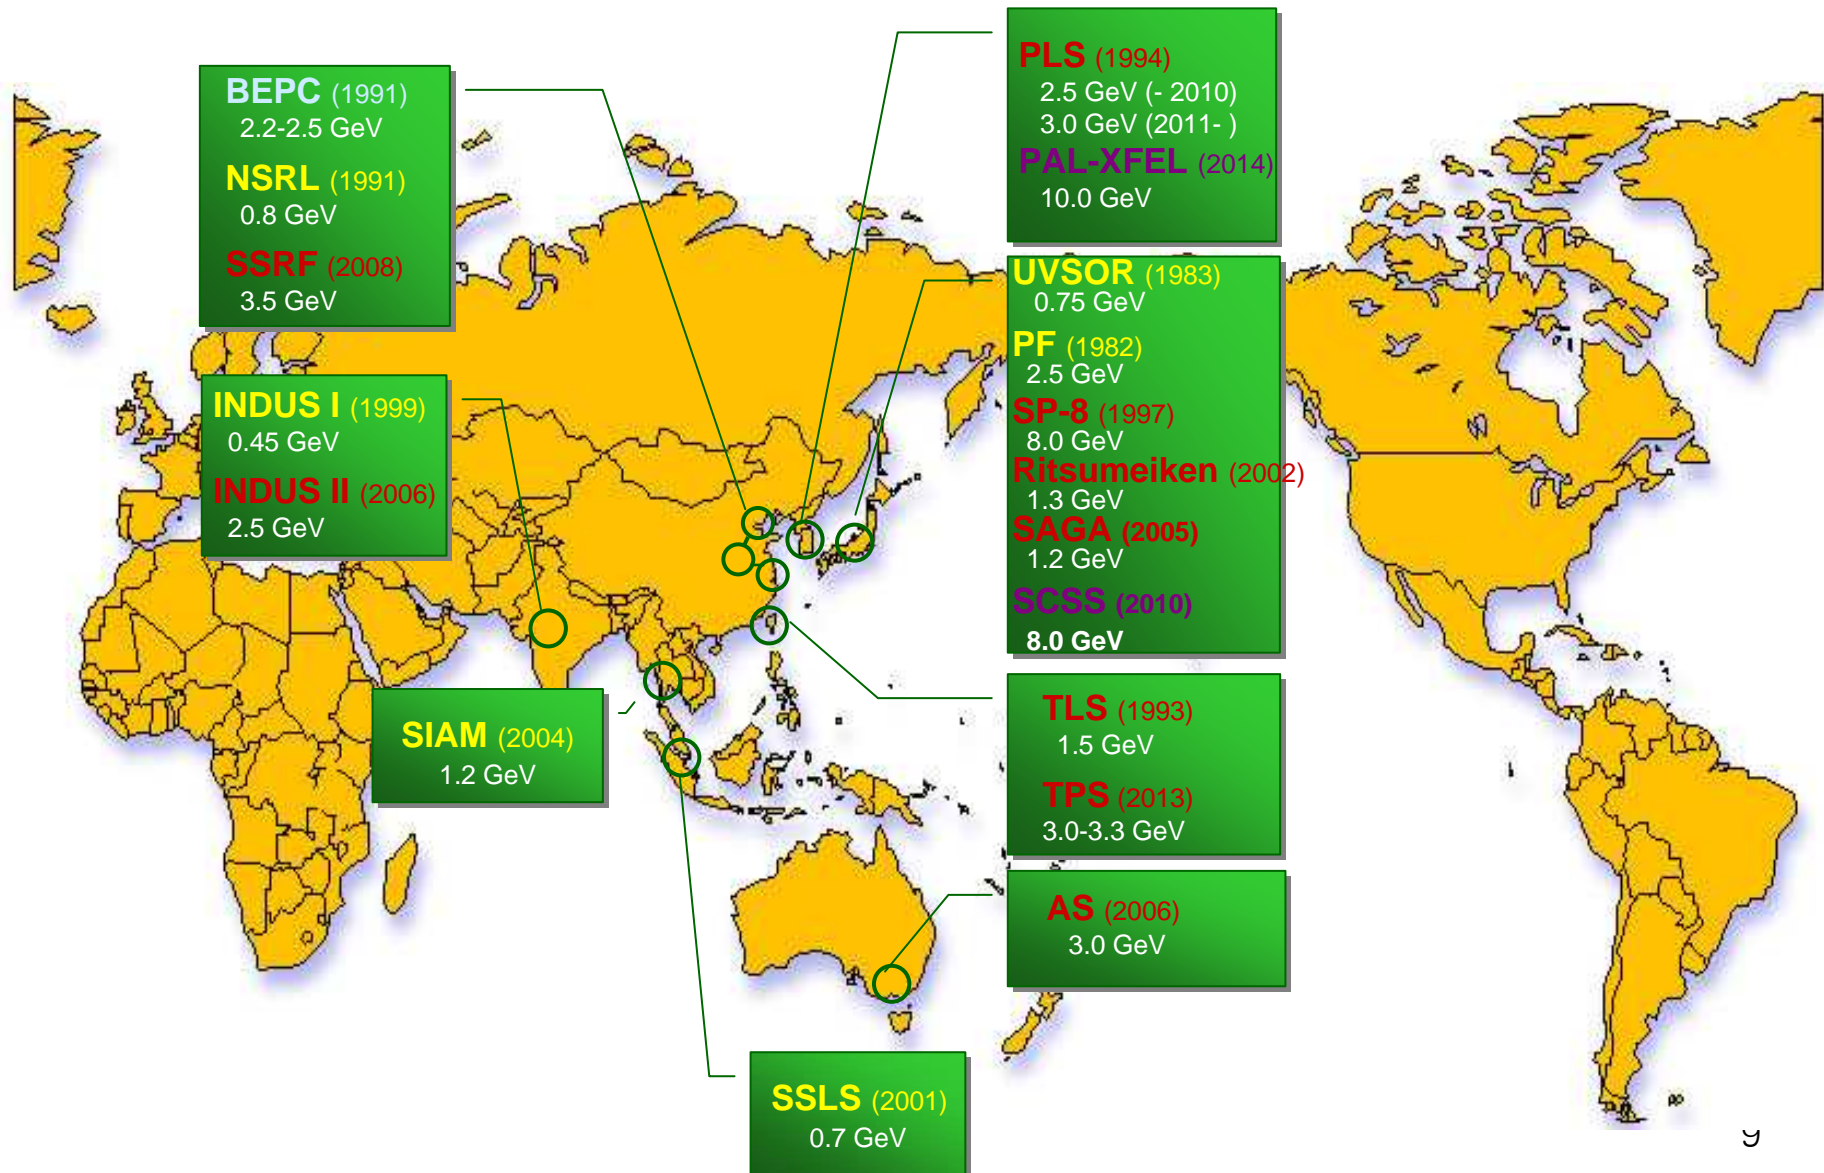 BEPC (1991)
2.2-2.5 GeV
NSRL (1991)
0.8 GeV
SSRF (2008)
3.5 GeV
INDUS I (1999)
0.45 GeV
INDUS II (2006)
2.5 GeV
SIAM (2004)
1.2 GeV
SSLS (2001)
0.7 GeV
PLS (1994)
2.5 GeV (- 2010)
3.0 GeV (2011- )
PAL-XFEL (2014)
10.0 GeV
UVSOR (1983)
0.75 GeV
PF (1982)
2.5 GeV
SP-8 (1997)
8.0 GeV
Ritsumeiken (2002)
1.3 GeV
SAGA (2005)
1.2 GeV
SCSS (2010)
8.0 GeV
TLS (1993)
1.5 GeV
TPS (2013)
3.0-3.3 GeV
AS (2006)
3.0 GeV